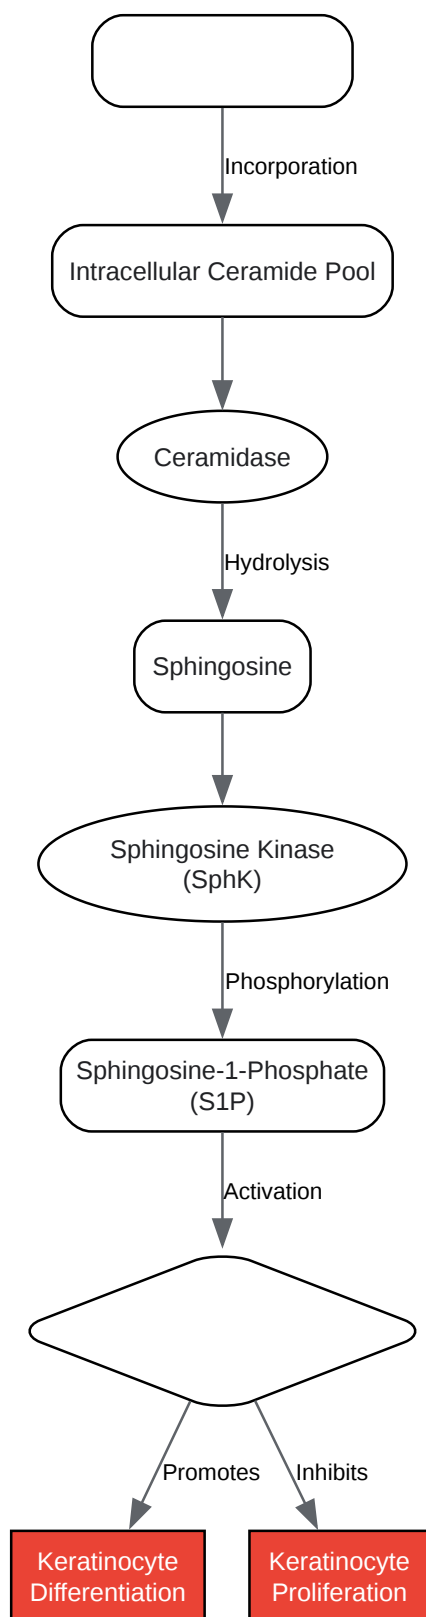 Incorporation
Intracellular Ceramide Pool
Ceramidase
Hydrolysis
Sphingosine
Sphingosine Kinase
(SphK)
Phosphorylation
Sphingosine-1-Phosphate
(S1P)
Activation
Promotes
Inhibits
Keratinocyte
Differentiation
Keratinocyte
Proliferation